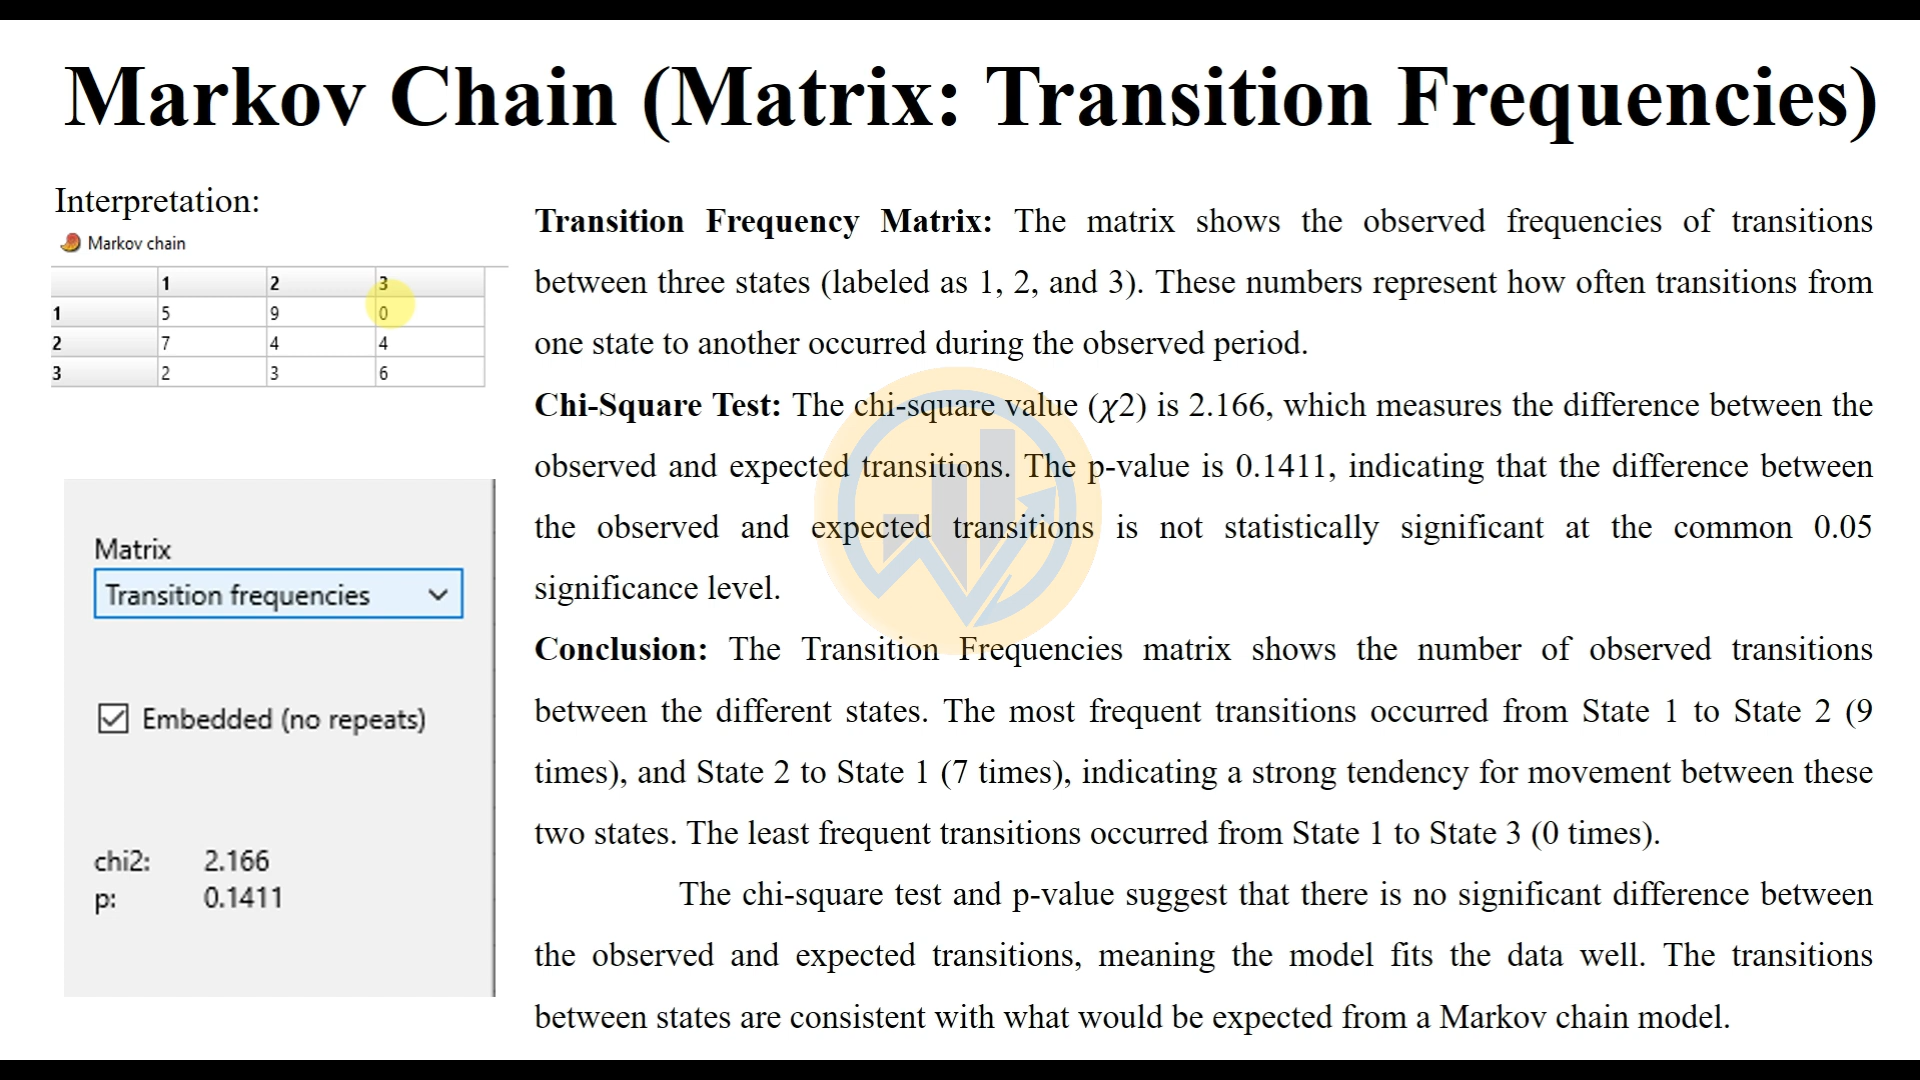 Markov Chain (Matrix: Transition Frequencies)
Interpretation:
Markov chain
1 2 3
1 5 9 0
2 7 4 4
3 2 3 6
Matrix
Transition frequencies
Embedded (no repeats)
chi2: 2.166
p: 0.1411
Transition Frequency Matrix: The matrix shows the observed frequencies of transitions
between three states (labeled as 1, 2, and 3). These numbers represent how often transitions from
one state to another occurred during the observed period.
Chi-Square Test: The chi-square value (χ2) is 2.166, which measures the difference between the
observed and expected transitions. The p-value is 0.1411, indicating that the difference between
the observed and expected transitions is not statistically significant at the common 0.05
significance level.
Conclusion: The Transition Frequencies matrix shows the number of observed transitions
between the different states. The most frequent transitions occurred from State 1 to State 2 (9
times), and State 2 to State 1 (7 times), indicating a strong tendency for movement between these
two states. The least frequent transitions occurred from State 1 to State 3 (0 times).
The chi-square test and p-value suggest that there is no significant difference between
the observed and expected transitions, meaning the model fits the data well. The transitions
between states are consistent with what would be expected from a Markov chain model.